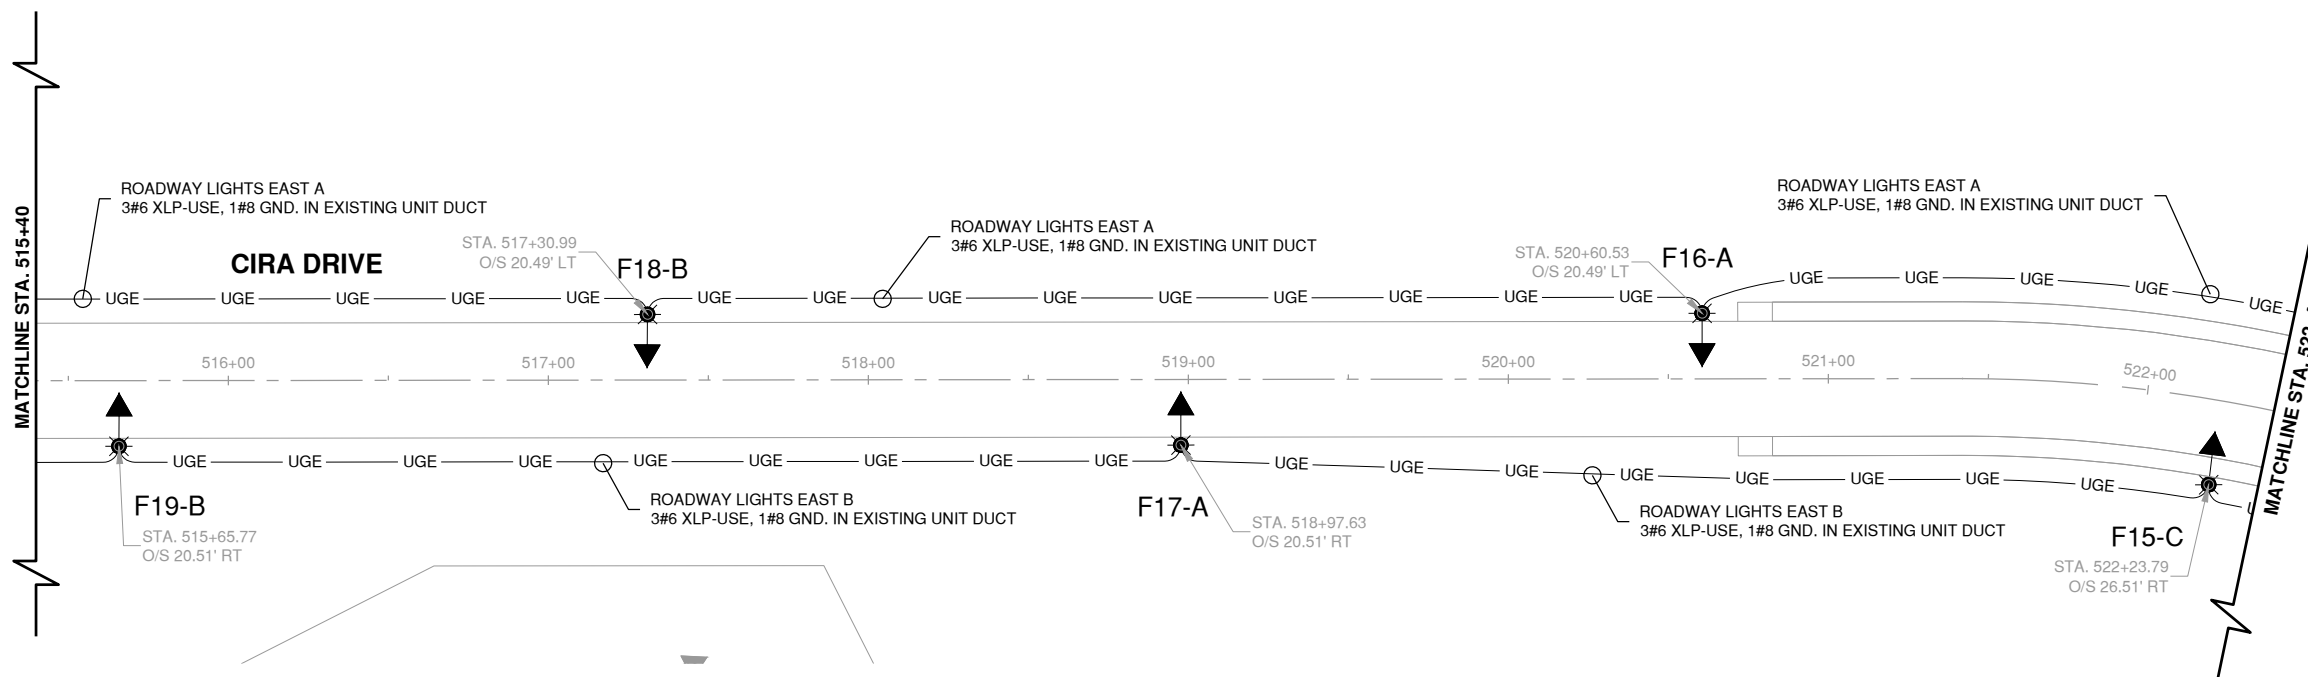 MATCHLINE STA. 515+40
ROADWAY LIGHTS EAST A
3#6 XLP-USE, 1#8 GND. IN EXISTING UNIT DUCT
CIRA DRIVE
STA. 517+30.99
O/S 20.49' LT
F18-B
ROADWAY LIGHTS EAST A
3#6 XLP-USE, 1#8 GND. IN EXISTING UNIT DUCT
STA. 520+60.53
O/S 20.49' LT
F16-A
ROADWAY LIGHTS EAST A
3#6 XLP-USE, 1#8 GND. IN EXISTING UNIT DUCT
UGE UGE UGE UGE UGE UGE UGE UGE UGE UGE UGE UGE UGE UGE UGE UGE UGE UGE UGE
516+00 517+00 518+00 519+00 520+00 521+00 522+00
UGE UGE UGE UGE UGE UGE UGE UGE UGE UGE UGE UGE UGE UGE UGE UGE UGE
F19-B
STA. 515+65.77
O/S 20.51' RT
ROADWAY LIGHTS EAST B
3#6 XLP-USE, 1#8 GND. IN EXISTING UNIT DUCT
F17-A
STA. 518+97.63
O/S 20.51' RT
ROADWAY LIGHTS EAST B
3#6 XLP-USE, 1#8 GND. IN EXISTING UNIT DUCT
F15-C
STA. 522+23.79
O/S 26.51' RT
MATCHLINE STA. 522